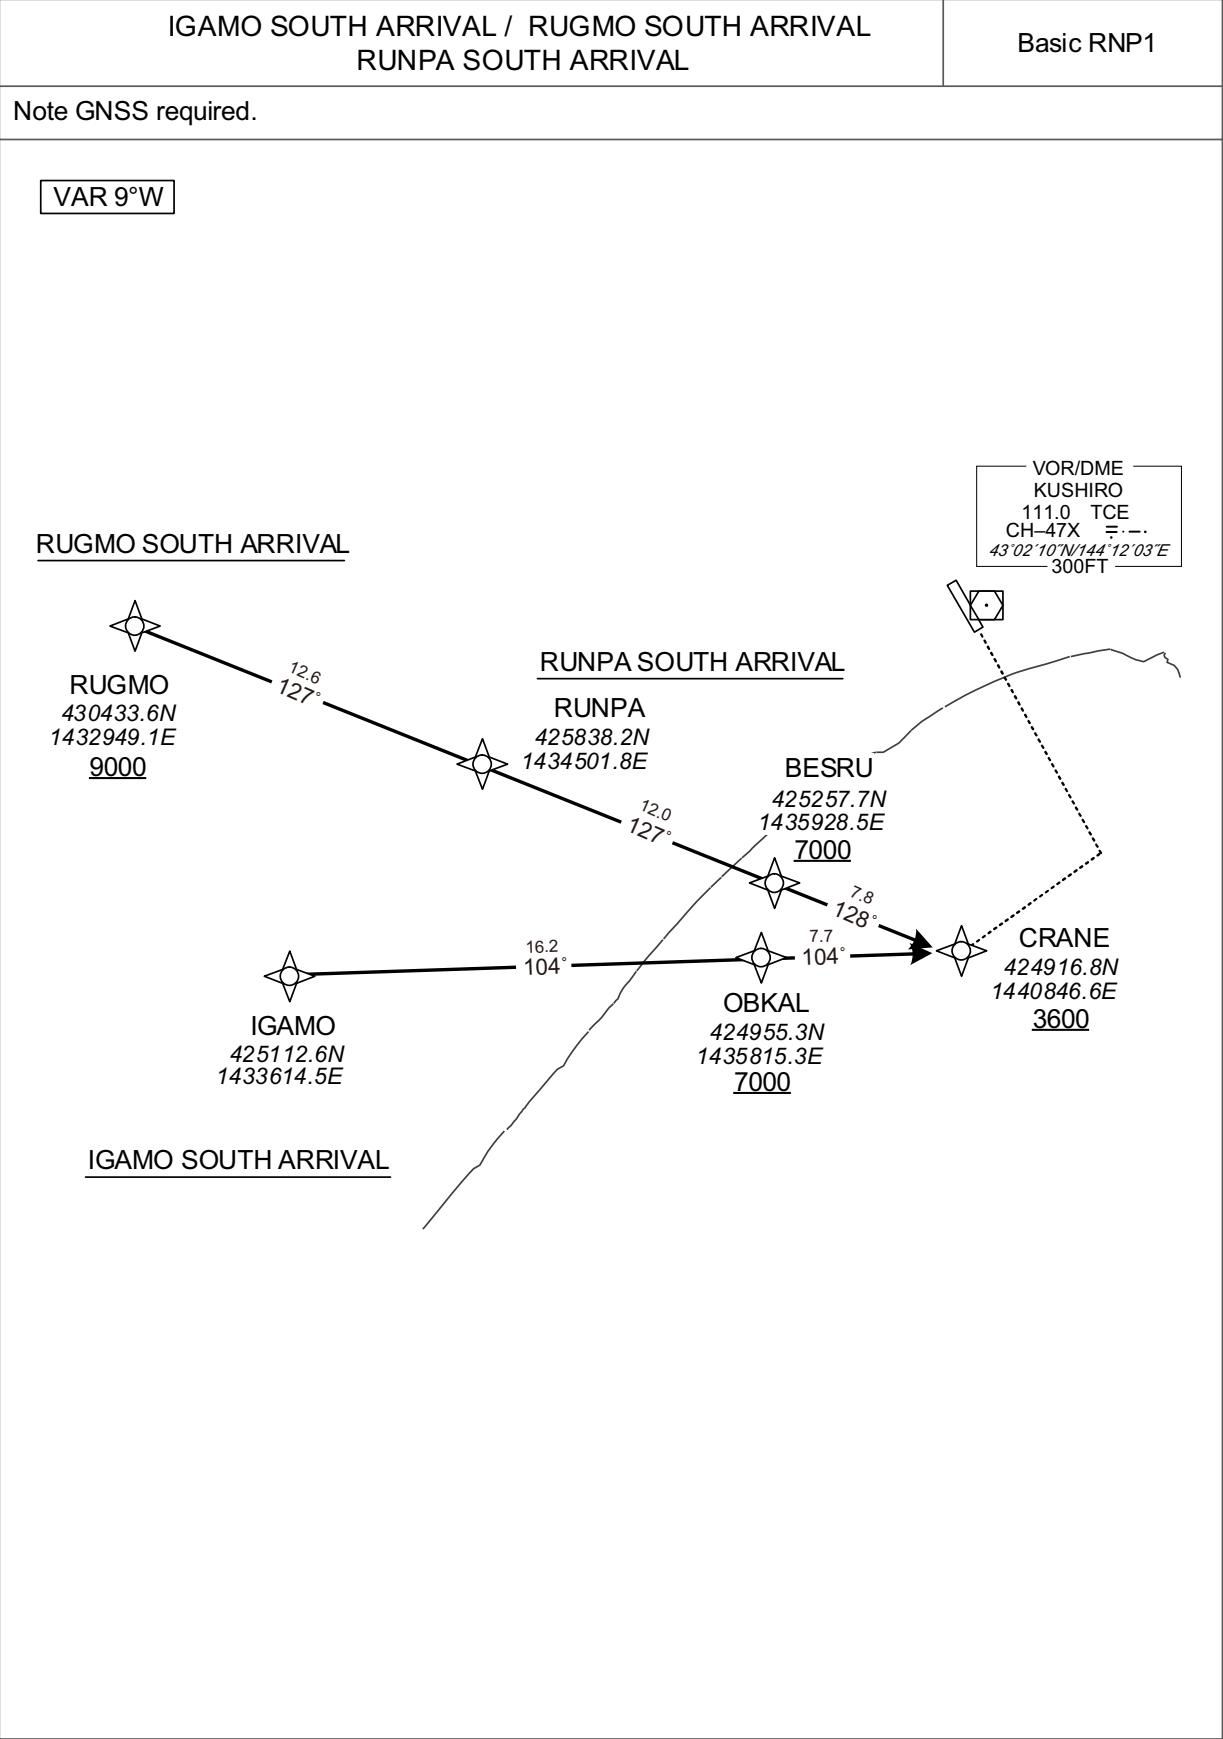 IGAMO SOUTH ARRIVAL / RUGMO SOUTH ARRIVAL
RUNPA SOUTH ARRIVAL
Basic RNP1
Note GNSS required.
VAR 9°W
VOR/DME
KUSHIRO
111.0 TCE
CH–47X
43°02´10˝N/144°12´03˝E
300FT
RUGMO SOUTH ARRIVAL
RUGMO
430433.6N
1432949.1E
9000
12.6
127°
RUNPA SOUTH ARRIVAL
RUNPA
425838.2N
1434501.8E
12.0
127°
BESRU
425257.7N
1435928.5E
7000
7.8
128°
CRANE
424916.8N
1440846.6E
3600
16.2
104°
7.7
104°
OBKAL
424955.3N
1435815.3E
7000
IGAMO
425112.6N
1433614.5E
IGAMO SOUTH ARRIVAL